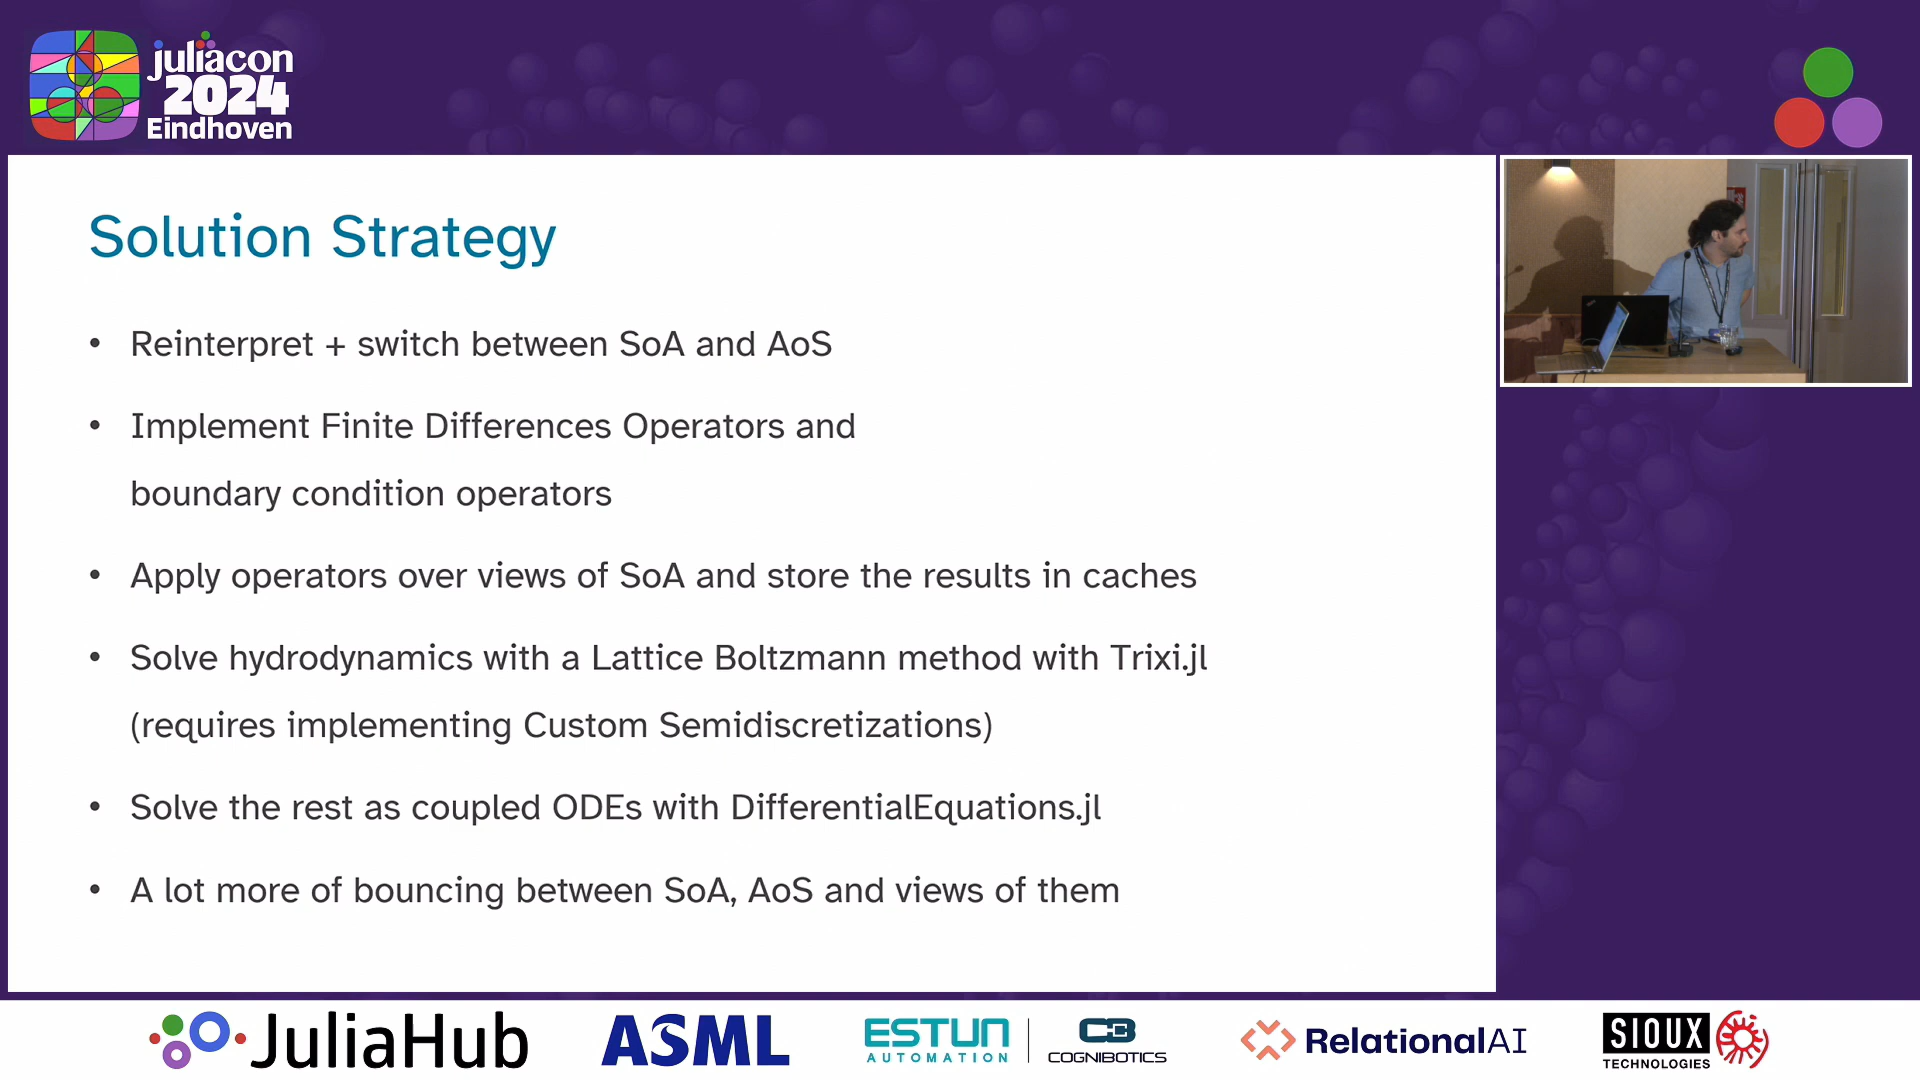 juliacon
2024
Eindhoven
Solution Strategy
• Reinterpret + switch between SoA and AoS
• Implement Finite Differences Operators and
boundary condition operators
• Apply operators over views of SoA and store the results in caches
• Solve hydrodynamics with a Lattice Boltzmann method with Trixi.jl
(requires implementing Custom Semidiscretizations)
• Solve the rest as coupled ODEs with DifferentialEquations.jl
• A lot more of bouncing between SoA, AoS and views of them
JuliaHub
ASML
ESTUN
AUTOMATION
COGNIBOTICS
RelationalAI
SIOUX
TECHNOLOGIES